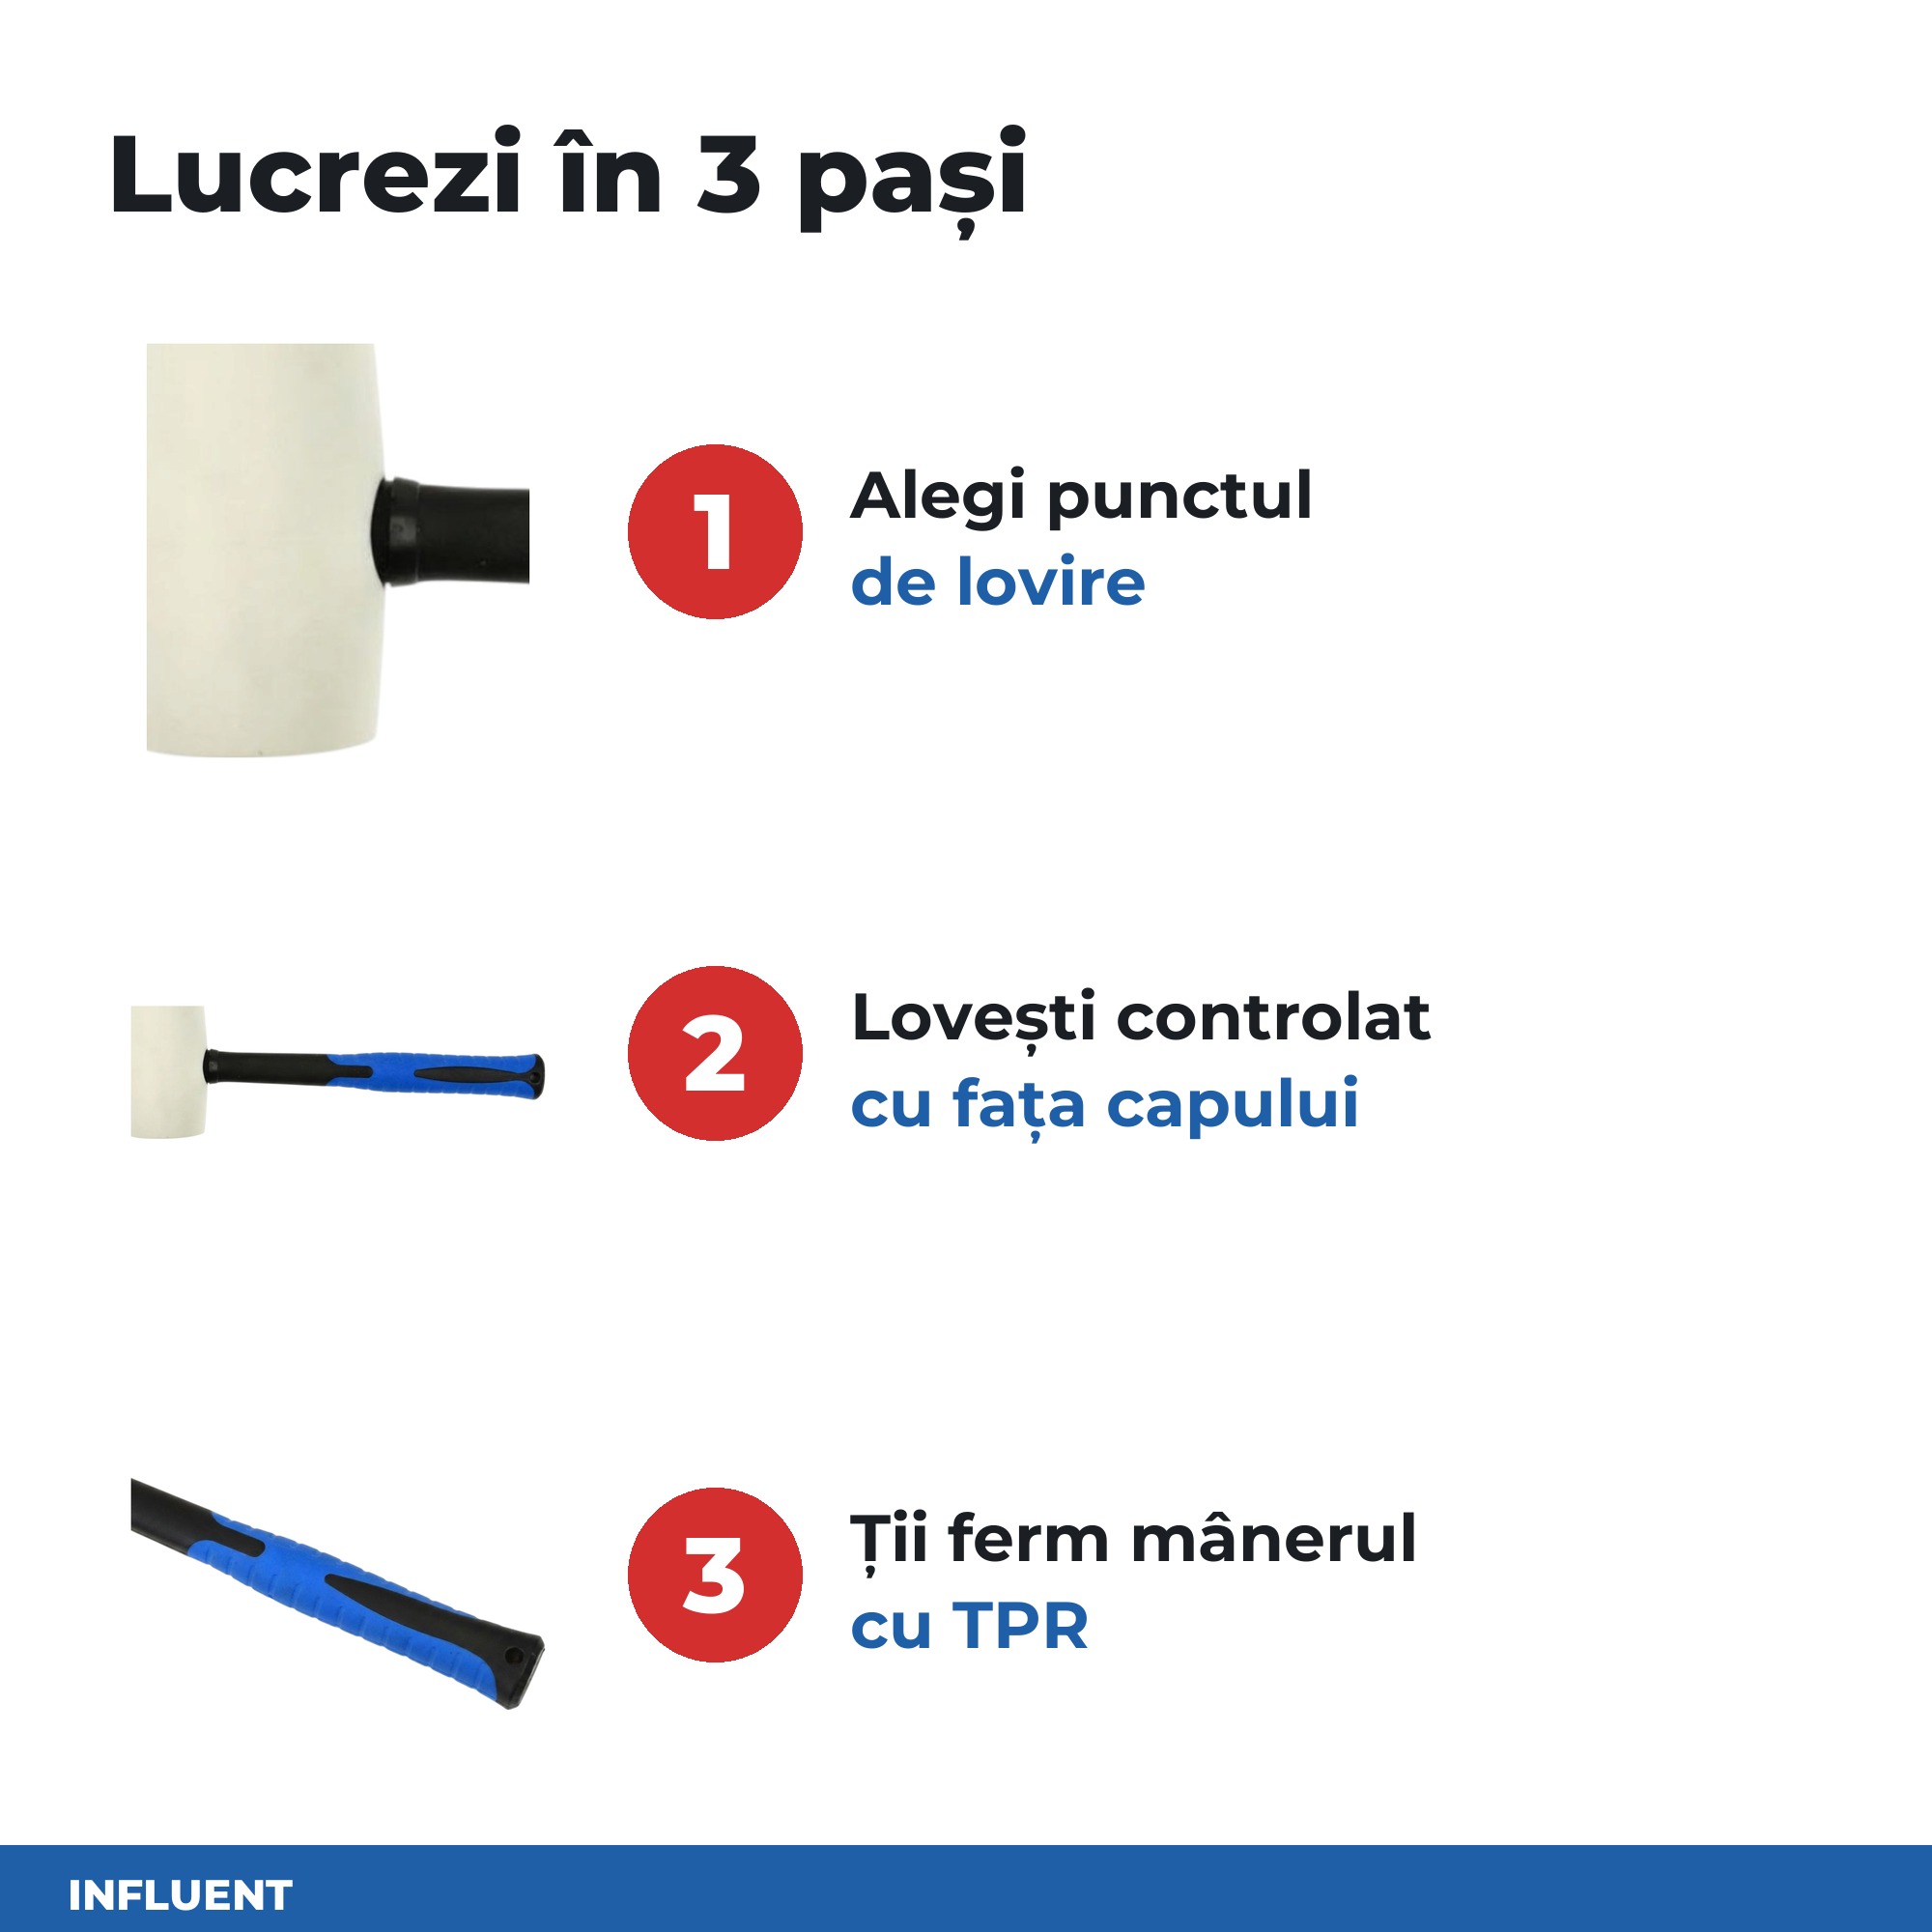 Lucrezi în 3 pași
1
Alegi punctul
de lovire
2
Lovești controlat
cu fața capului
3
Ții ferm mânerul
cu TPR
INFLUENT